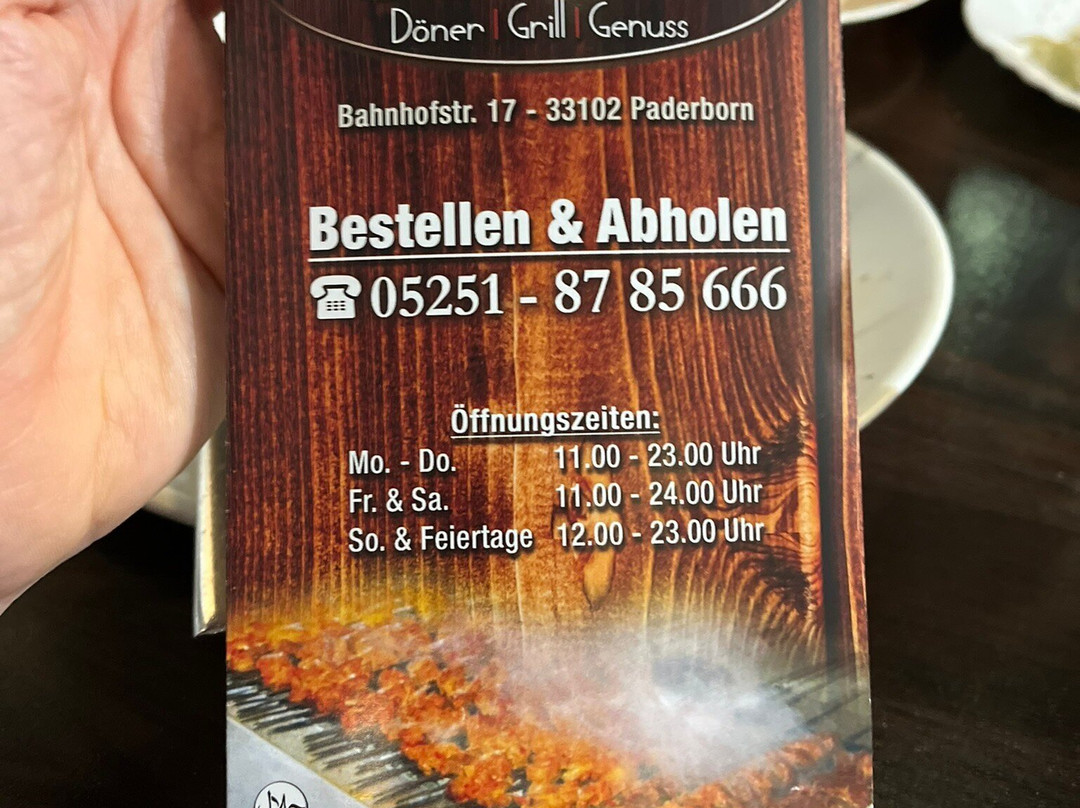 Döner | Grill | Genuss
Bahnhofstr. 17 - 33102 Paderborn
Bestellen & Abholen
05251 - 87 85 666
Öffnungszeiten:
Mo. - Do. 11.00 - 23.00 Uhr
Fr. & Sa. 11.00 - 24.00 Uhr
So. & Feiertage 12.00 - 23.00 Uhr